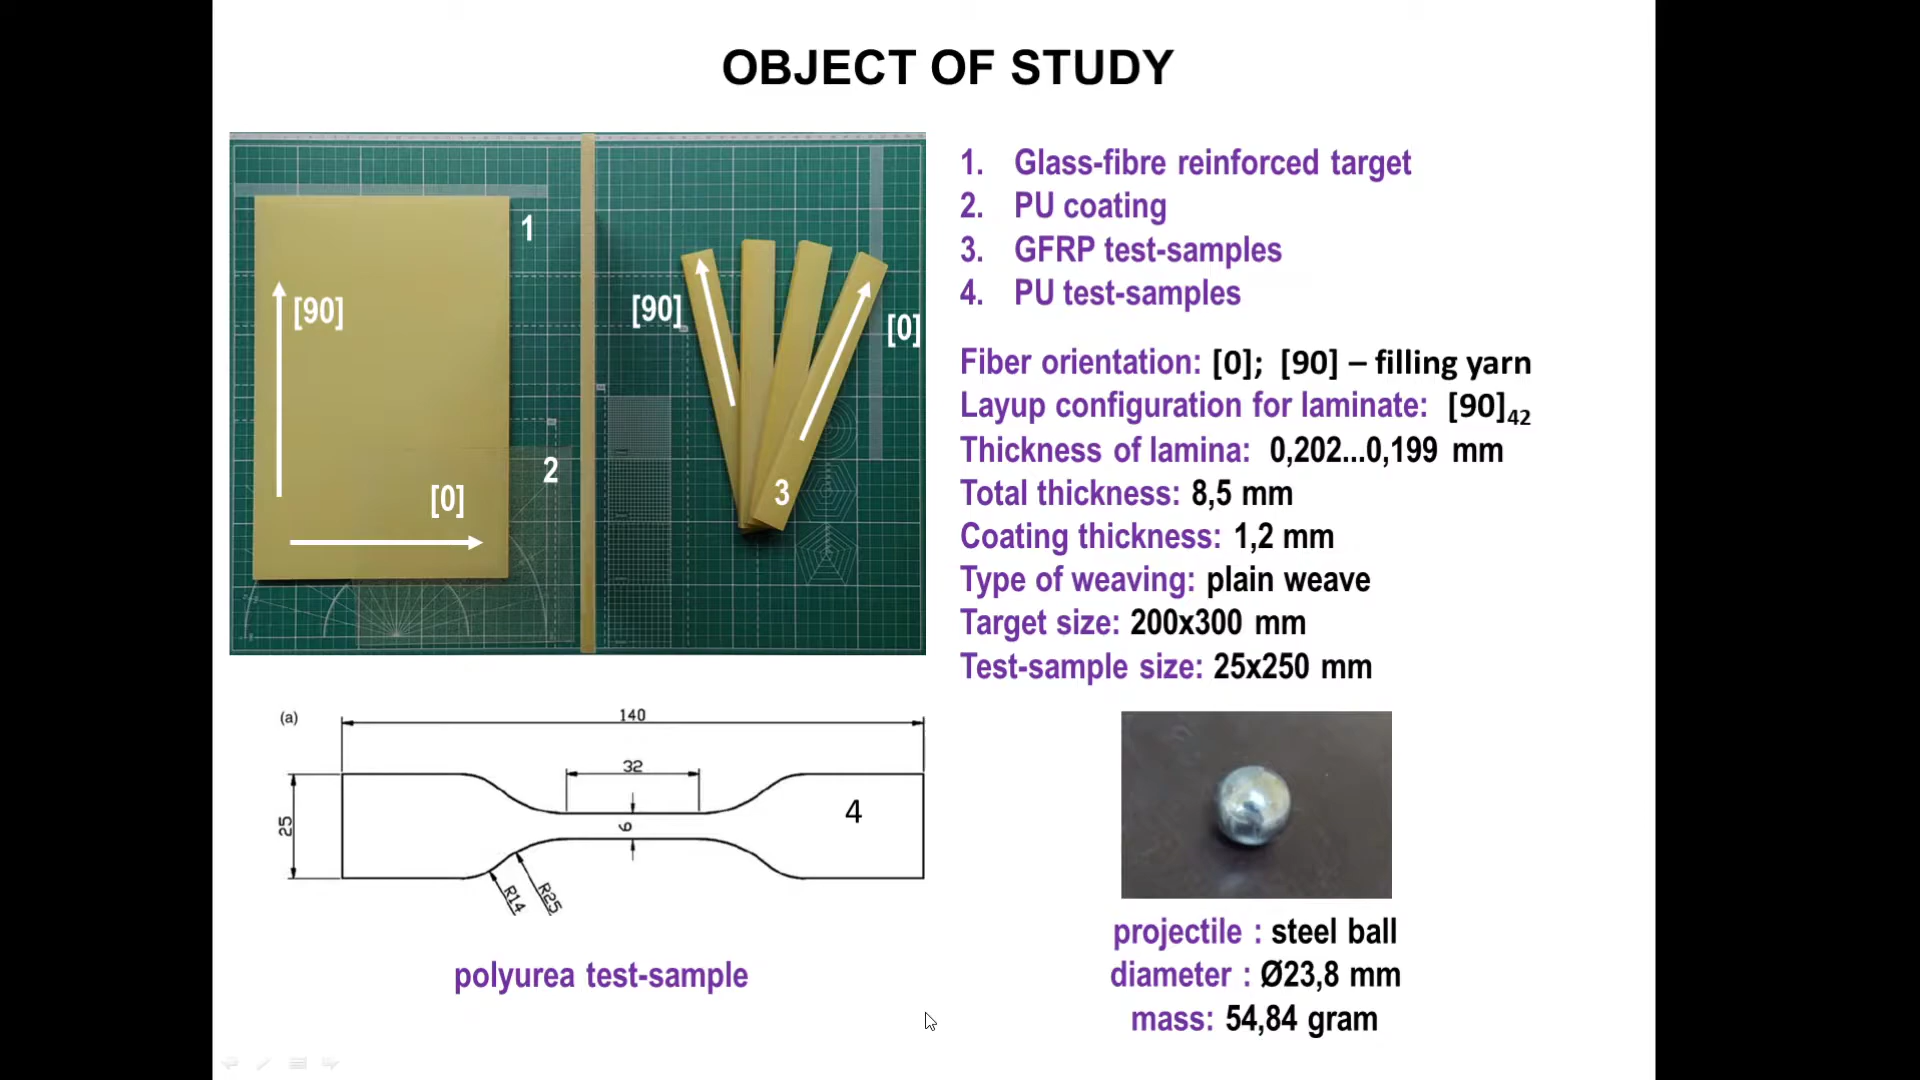 OBJECT OF STUDY
1
[90]
[0]
2
[90]
[0]
3
1. Glass-fibre reinforced target
2. PU coating
3. GFRP test-samples
4. PU test-samples
Fiber orientation: [0]; [90] – filling yarn
Layup configuration for laminate: [90]42
Thickness of lamina: 0,202...0,199 mm
Total thickness: 8,5 mm
Coating thickness: 1,2 mm
Type of weaving: plain weave
Target size: 200x300 mm
Test-sample size: 25x250 mm
(a)
140
32
25
6
4
R14
R25
polyurea test-sample
projectile : steel ball
diameter : Ø23,8 mm
mass: 54,84 gram